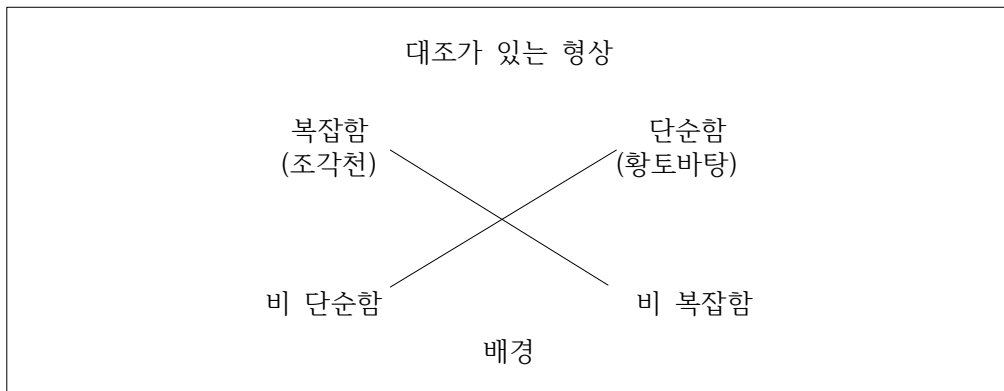 대조가 있는 형상
복잡함
(조각천)
단순함
(황토바탕)
비 단순함
비 복잡함
배경